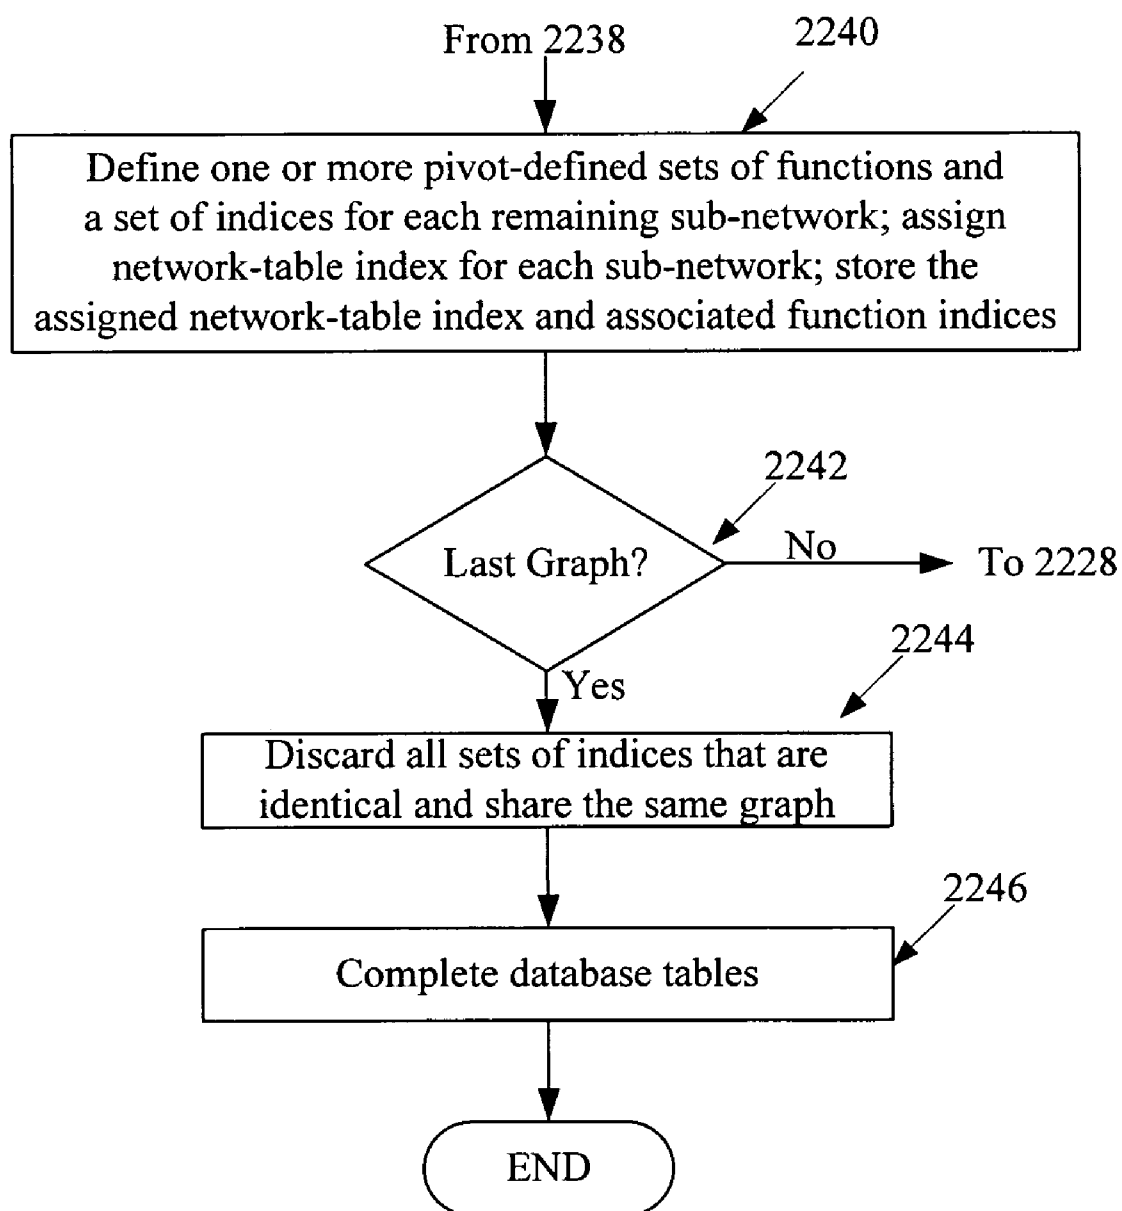 From 2238
2240
Define one or more pivot-defined sets of functions and
a set of indices for each remaining sub-network; assign
network-table index for each sub-network; store the
assigned network-table index and associated function indices
2242
Last Graph?
No
To 2228
Yes
2244
Discard all sets of indices that are
identical and share the same graph
2246
Complete database tables
END